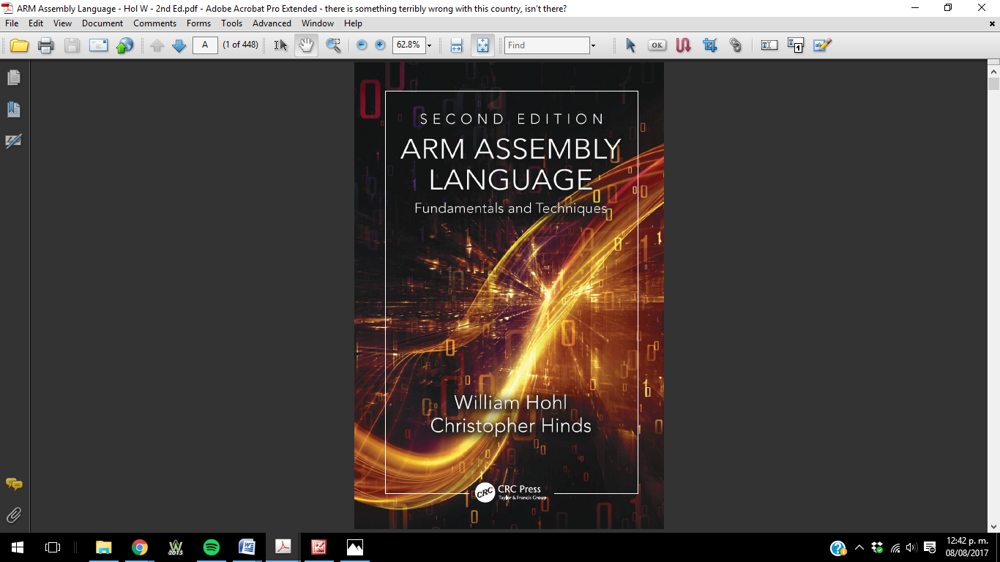 ARM Assembly Language - Hol W - 2nd Ed.pdf - Adobe Acrobat Pro Extended - there is something terribly wrong with this country, isn't there?
File Edit View Document Comments Forms Tools Advanced Window Help
A (1 of 448) 62.8% Find OK
SECOND EDITION
ARM ASSEMBLY
LANGUAGE
Fundamentals and Techniques
William Hohl
Christopher Hinds
CRC CRC Press
Taylor & Francis Group
W 2015
12:42 p. m.
08/08/2017